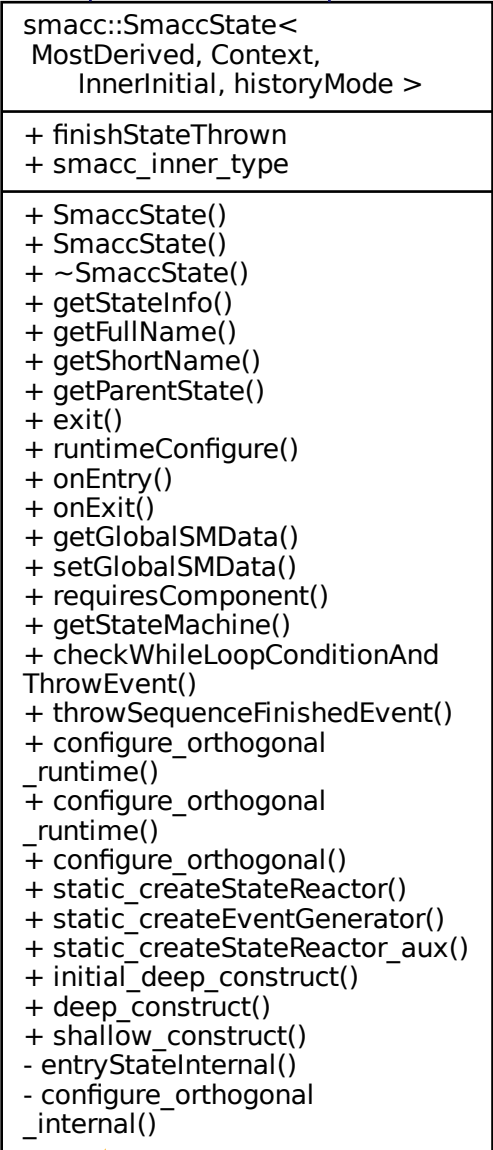 smacc::SmaccState<
MostDerived, Context,
InnerInitial, historyMode >
+ finishStateThrown
+ smacc_inner_type
+ SmaccState()
+ SmaccState()
+ ~SmaccState()
+ getStateInfo()
+ getFullName()
+ getShortName()
+ getParentState()
+ exit()
+ runtimeConfigure()
+ onEntry()
+ onExit()
+ getGlobalSMData()
+ setGlobalSMData()
+ requiresComponent()
+ getStateMachine()
+ checkWhileLoopConditionAnd
ThrowEvent()
+ throwSequenceFinishedEvent()
+ configure_orthogonal
_runtime()
+ configure_orthogonal
_runtime()
+ configure_orthogonal()
+ static_createStateReactor()
+ static_createEventGenerator()
+ static_createStateReactor_aux()
+ initial_deep_construct()
+ deep_construct()
+ shallow_construct()
- entryStateInternal()
- configure_orthogonal
_internal()